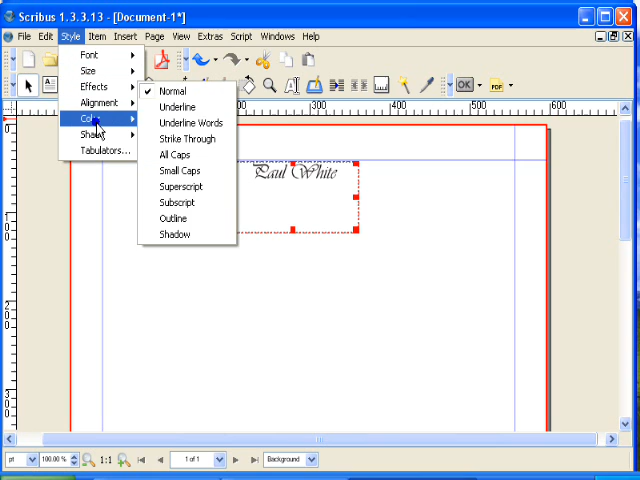 Scribus 1.3.3.13 - [Document-1*]
File Edit Style Item Insert Page View Extras Script Windows Help
Font
Size
Effects
Alignment
Color
Tabulators...
Normal
Underline
Underline Words
Strike Through
All Caps
Small Caps
Superscript
Subscript
Outline
Shadow
OK
PDF
200 300 400 500 600
0
100
200
300
Paul White
pt 100.00 % 1:1 1 of 1 Background